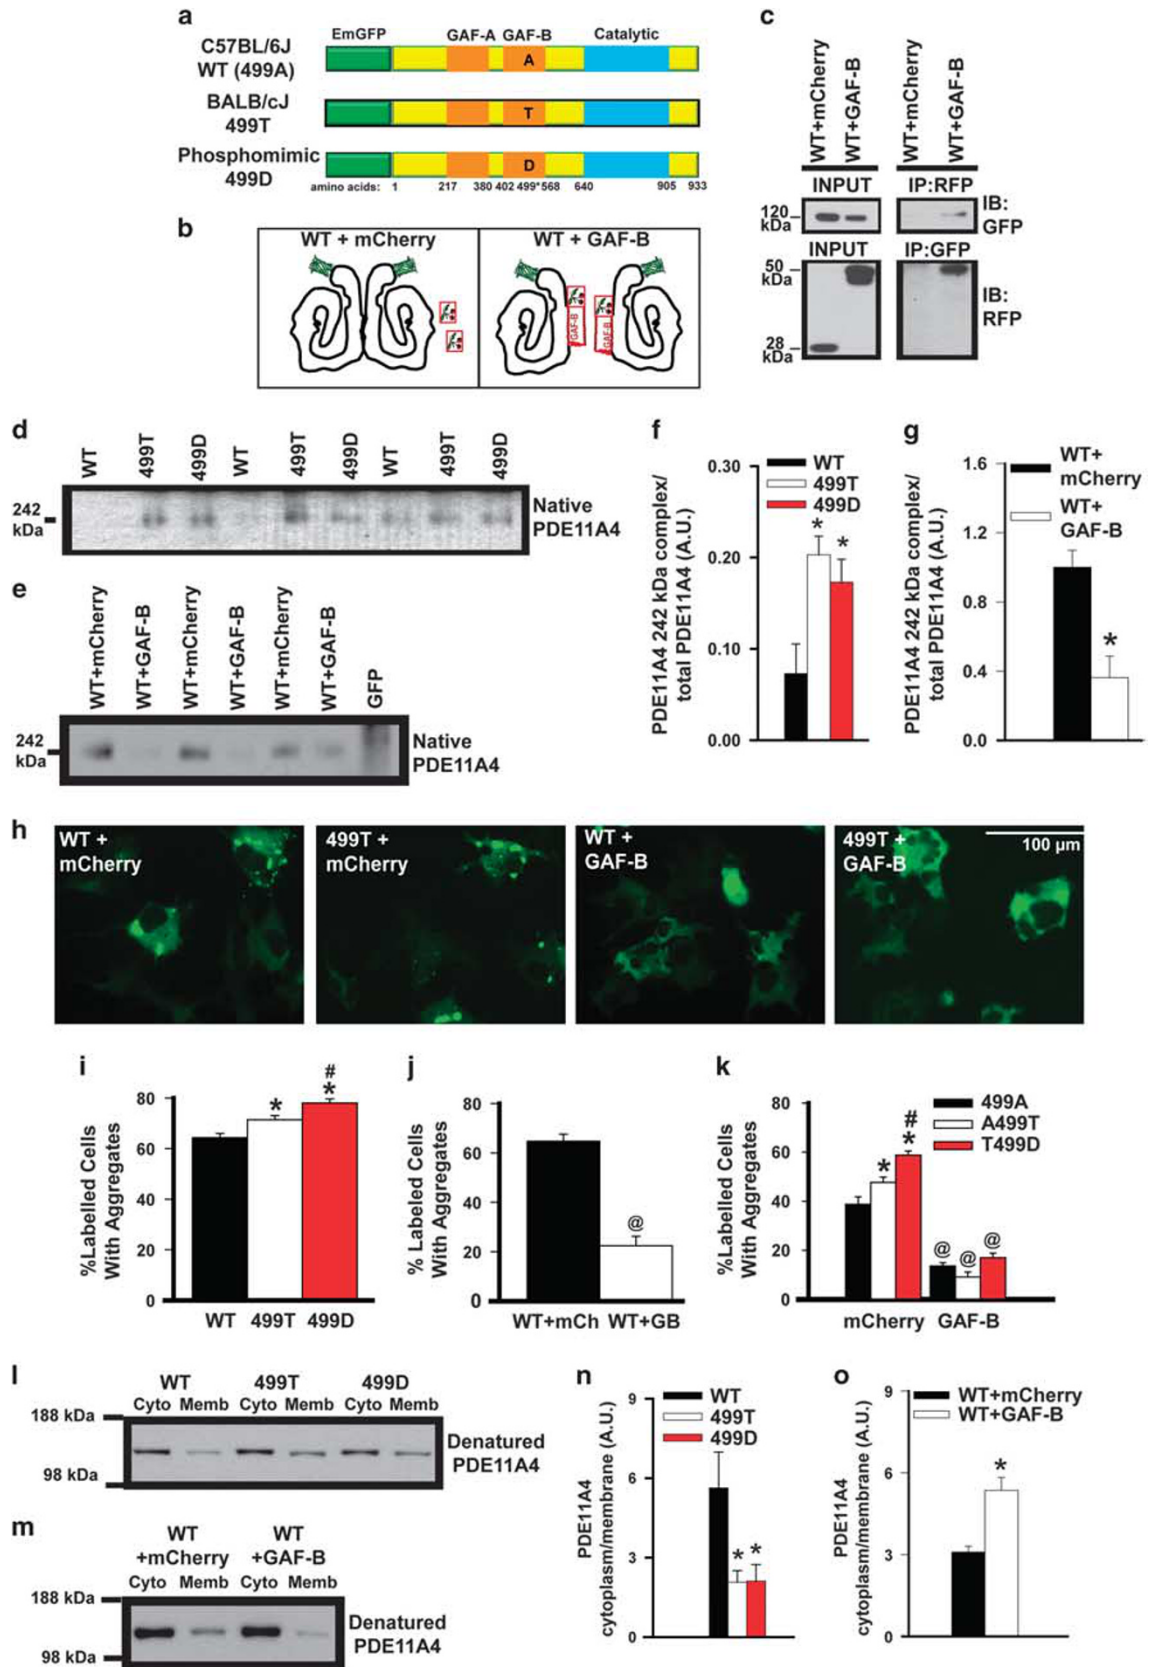 a
EmGFP GAF-A GAF-B Catalytic
C57BL/6J
WT (499A)
A
BALB/cJ
499T
T
Phosphomimic
499D
D
amino acids: 1 217 380 402 499* 568 640 905 933
b
WT + mCherry
WT + GAF-B
GAF-B
GAF-B
c
WT+mCherry
WT+GAF-B
WT+mCherry
WT+GAF-B
INPUT
IP:RFP
120
kDa
IB:
GFP
INPUT
IP:GFP
50
kDa
IB:
RFP
28
kDa
d
WT 499T 499D WT 499T 499D WT 499T 499D
242
kDa
Native
PDE11A4
e
WT+mCherry WT+GAF-B WT+mCherry WT+GAF-B WT+mCherry WT+GAF-B GFP
242
kDa
Native
PDE11A4
f
PDE11A4 242 kDa complex/
total PDE11A4 (A.U.)
0.30
0.20
0.10
0.00
WT
499T
499D
*
*
g
PDE11A4 242 kDa complex/
total PDE11A4 (A.U.)
1.6
1.2
0.8
0.4
0.0
WT+
mCherry
WT+
GAF-B
*
h
WT +
mCherry
499T +
mCherry
WT +
GAF-B
499T +
GAF-B
100 µm
i
%Labelled Cells
With Aggregates
80
60
40
20
0
*
#
*
WT 499T 499D
j
% Labeled Cells
With Aggregates
80
60
40
20
0
@
WT+mCh WT+GB
k
%Labelled Cells
With Aggregates
80
60
40
20
0
499A
A499T
T499D
*
#
*
@ @ @
mCherry GAF-B
l
WT 499T 499D
Cyto Memb Cyto Memb Cyto Memb
188 kDa
98 kDa
Denatured
PDE11A4
m
WT
+mCherry
WT
+GAF-B
Cyto Memb Cyto Memb
188 kDa
98 kDa
Denatured
PDE11A4
n
PDE11A4
cytoplasm/membrane (A.U.)
9
6
3
0
WT
499T
499D
* *
o
PDE11A4
cytoplasm/membrane (A.U.)
9
6
3
0
WT+mCherry
WT+GAF-B
*